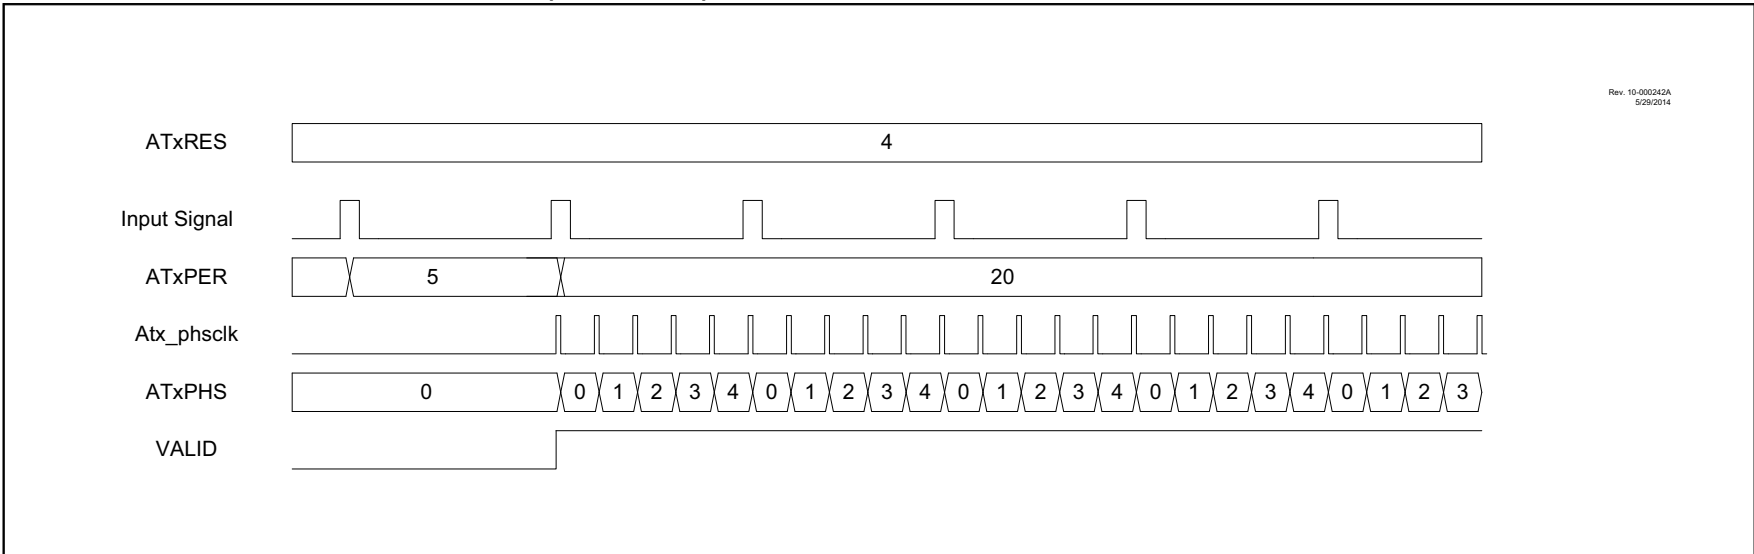 Rev. 10-000242A
5/29/2014
ATxRES 4
Input Signal
ATxPER 5 20
Atx_phsclk
ATxPHS 0 0 1 2 3 4 0 1 2 3 4 0 1 2 3 4 0 1 2 3 4 0 1 2 3
VALID